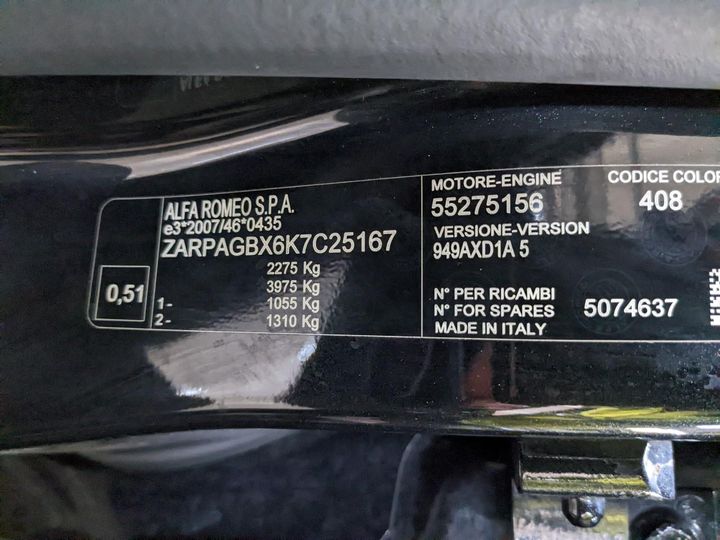 ALFA ROMEO S.P.A.
e3*2007/46*0435
ZARPAGBX6K7C25167
2275 Kg
3975 Kg
1- 1055 Kg
2- 1310 Kg
0,51
MOTORE-ENGINE
55275156
VERSIONE-VERSION
949AXD1A 5
N° PER RICAMBI
N° FOR SPARES
5074637
MADE IN ITALY
CODICE COLOR
408